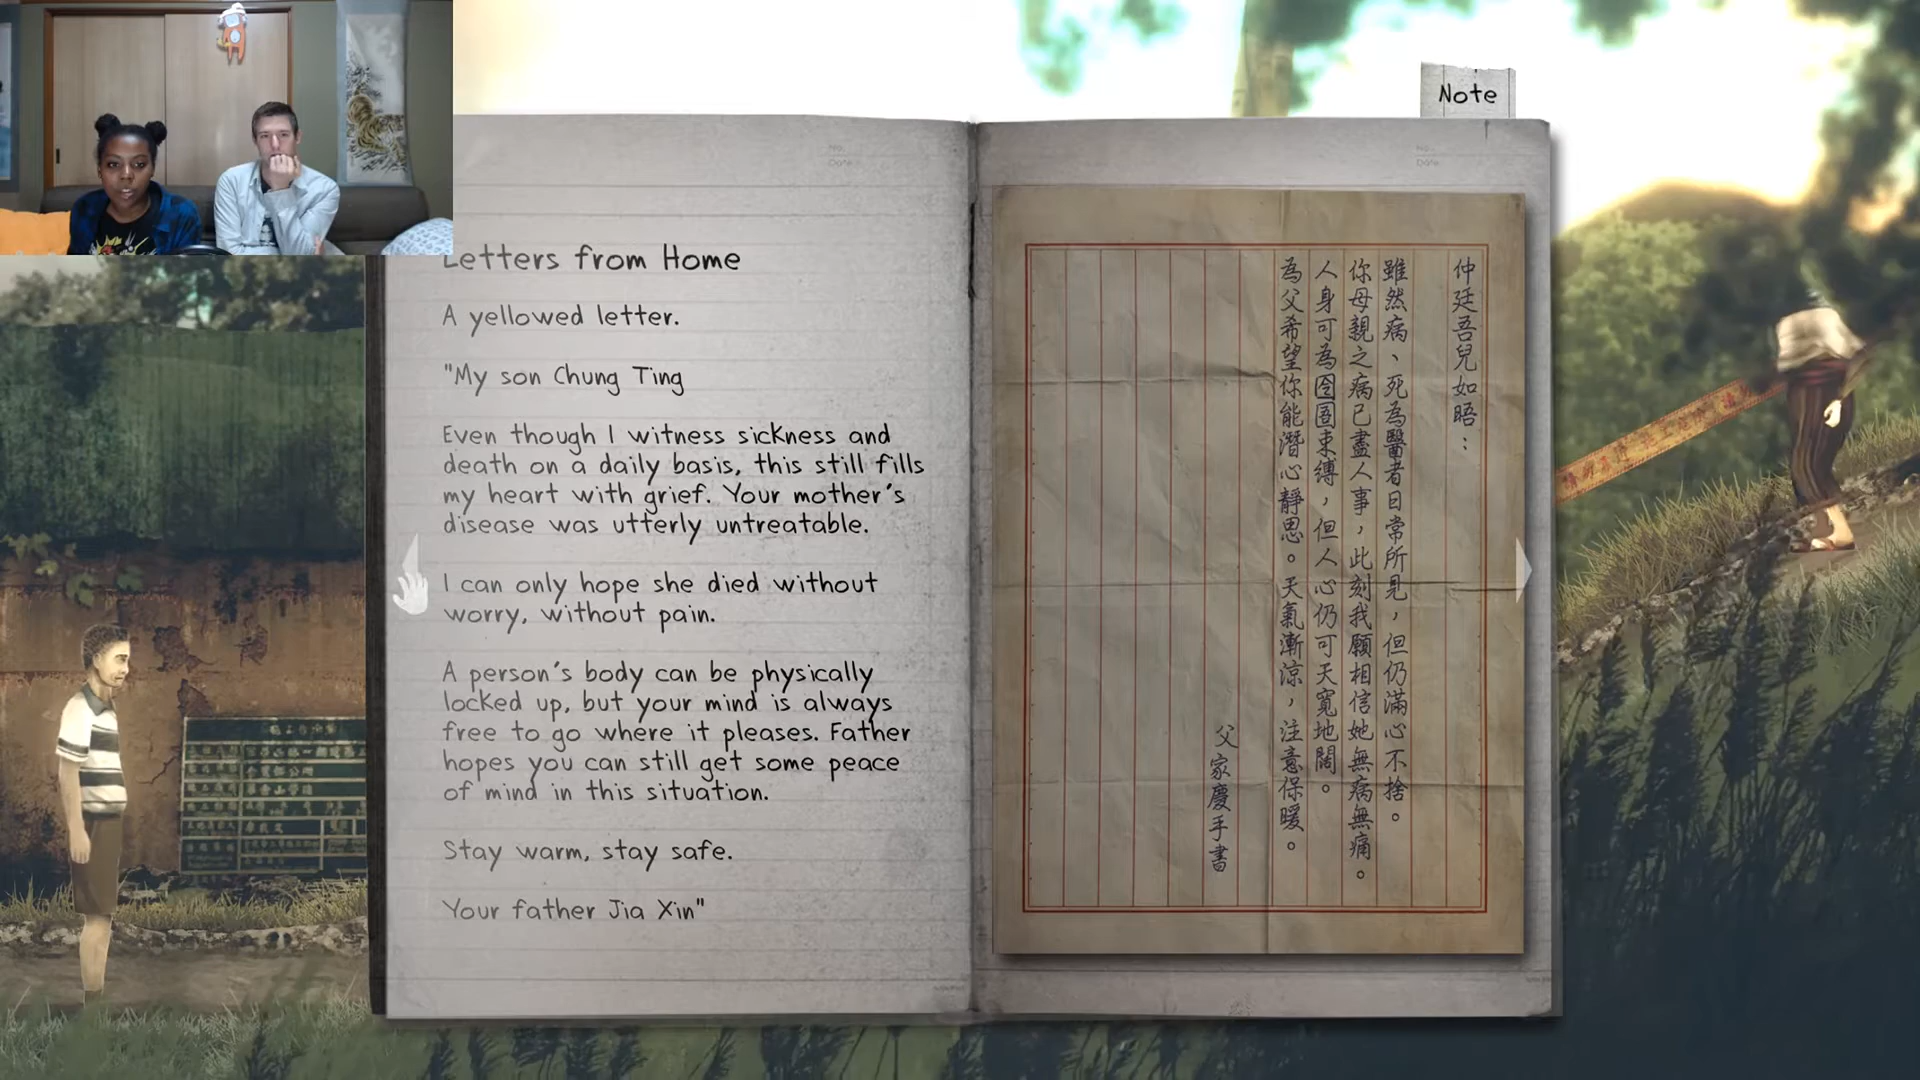 Note
No.
Date
No.
Date
Letters from Home
A yellowed letter.
"My son Chung Ting
Even though I witness sickness and
death on a daily basis, this still fills
my heart with grief. Your mother's
disease was utterly untreatable.
I can only hope she died without
worry, without pain.
A person's body can be physically
locked up, but your mind is always
free to go where it pleases. Father
hopes you can still get some peace
of mind in this situation.
Stay warm, stay safe.
Your father Jia Xin"
仲廷吾兒如晤：
雖然病、死為醫者日常所見，但仍滿心不捨。
你母親之病已盡人事，此刻我願相信她無病無痛。
人身可為囹圄束縛，但人心仍可天寬地闊。
為父希望你能潛心靜思。天氣漸涼，注意保暖。
父家慶手書